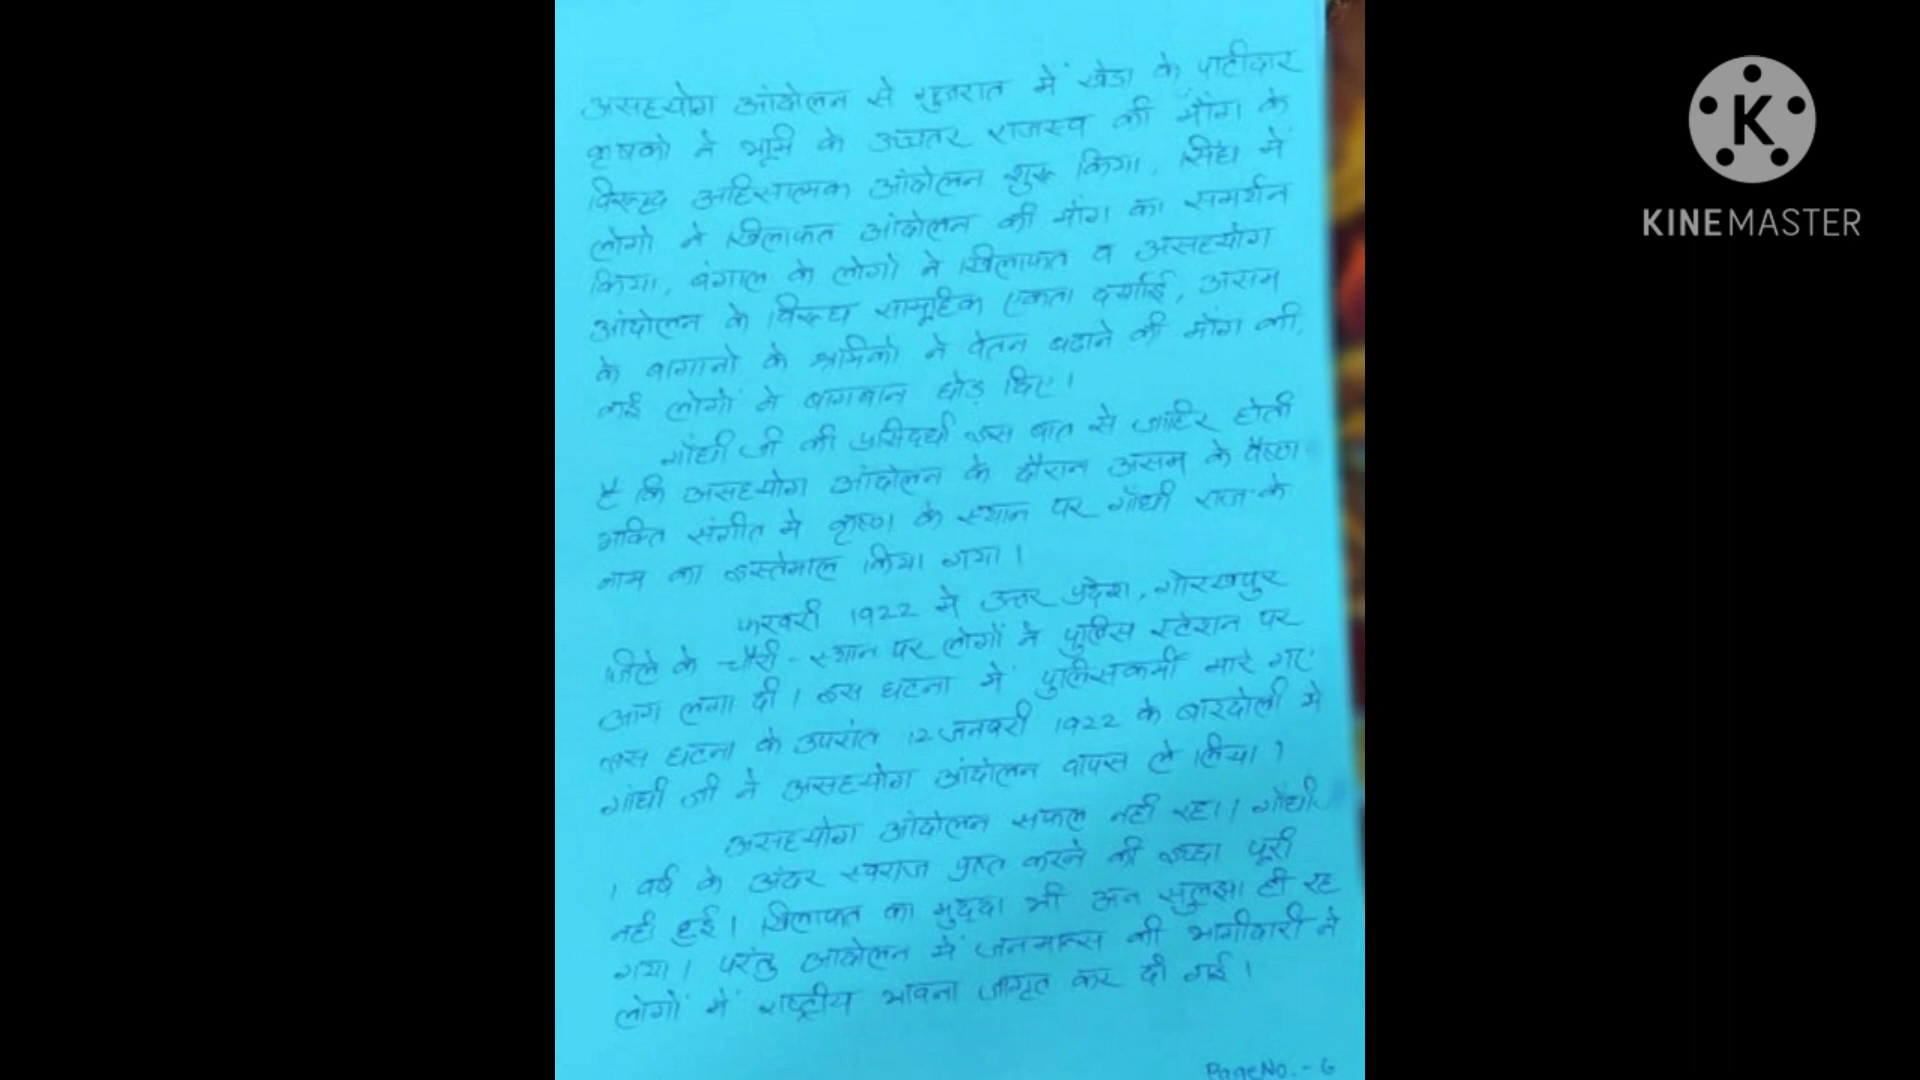 असहयोग आंदोलन से गुजरात में खेडा के पाटीदार
कृषको ने भूमि के उच्चतर राजस्व की माँग के
विरूद्ध अहिंसात्मक आंदोलन शुरू किया, सिंध में
लोगो ने खिलाफत आंदोलन की माँग का समर्थन
किया, बंगाल के लोगो ने खिलाफत व असहयोग
आंदोलन के विरूध सामूहिक एकता दर्शाई, असम
के बागानो के श्रमिको ने वेतन बढाने की माँग की,
कई लोगों ने बागबान छोड़ दिए।
गाँधी जी की इस बात से जाहिर होती
है कि असहयोग आंदोलन के दौरान असम के वैष्णव
भक्ति संगीत मे कृष्ण के स्थान पर गाँधी राज के
नाम का इस्तेमाल किया गया।
फरवरी 1922 मे उत्तर प्रदेश, गोरखपुर
जिले के चौरी-स्थान पर लोगों ने पुलिस स्टेशन पर
आग लगा दी। इस घटना में पुलिसकर्मी मारे गए
इस घटना के उपरांत 12 जनवरी 1922 के बारदोली मे
गांधी जी ने असहयोग आंदोलन वापस ले लिया।
असहयोग आंदोलन सफल नही रहा। गाँधी
1 वर्ष के अंदर स्वराज प्राप्त करने की इच्छा पूरी
नही हुई। खिलाफत का मुद्दा भी अन सुलझा ही रह
गया। परंतु आंदोलन में जनमानस की भागीदारी ने
लोगों में राष्ट्रीय भावना जागृत कर दी गई।
Page No. - 6
K
KINEMASTER